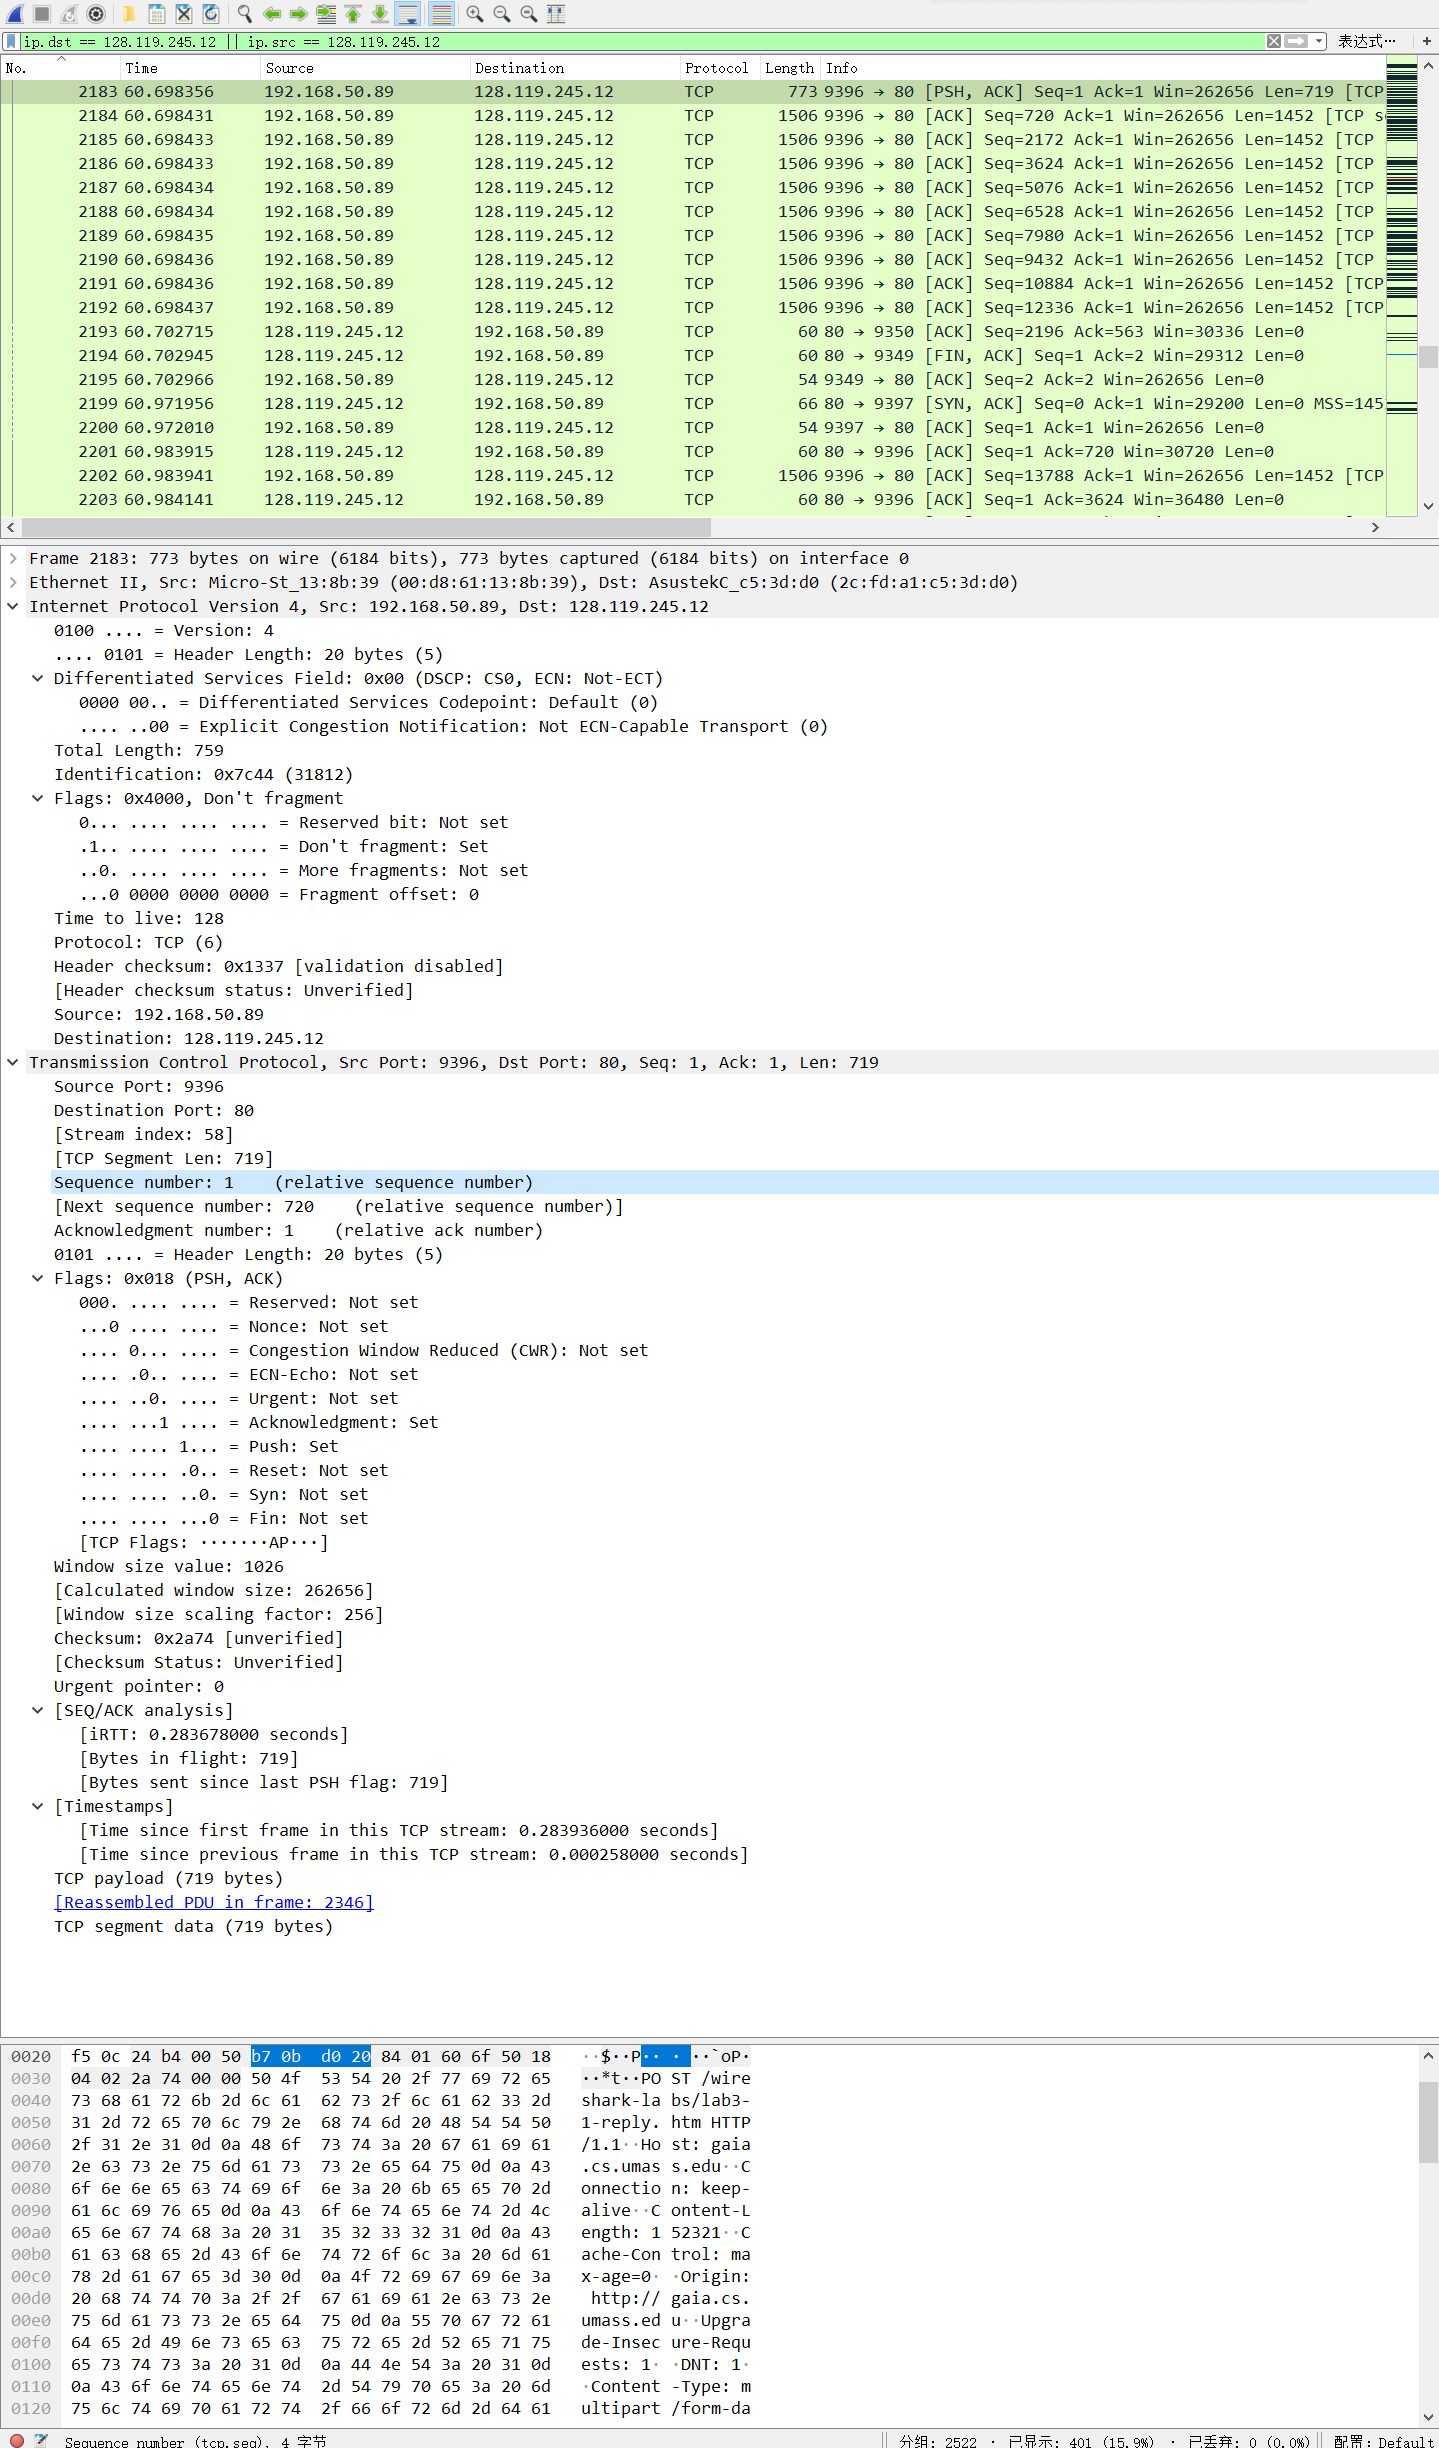 ip.dst == 128.119.245.12 || ip.src == 128.119.245.12 表达式… +
No. Time Source Destination Protocol Length Info
2183 60.698356 192.168.50.89 128.119.245.12 TCP 773 9396 → 80 [PSH, ACK] Seq=1 Ack=1 Win=262656 Len=719 [TCP
2184 60.698431 192.168.50.89 128.119.245.12 TCP 1506 9396 → 80 [ACK] Seq=720 Ack=1 Win=262656 Len=1452 [TCP s
2185 60.698433 192.168.50.89 128.119.245.12 TCP 1506 9396 → 80 [ACK] Seq=2172 Ack=1 Win=262656 Len=1452 [TCP
2186 60.698433 192.168.50.89 128.119.245.12 TCP 1506 9396 → 80 [ACK] Seq=3624 Ack=1 Win=262656 Len=1452 [TCP
2187 60.698434 192.168.50.89 128.119.245.12 TCP 1506 9396 → 80 [ACK] Seq=5076 Ack=1 Win=262656 Len=1452 [TCP
2188 60.698434 192.168.50.89 128.119.245.12 TCP 1506 9396 → 80 [ACK] Seq=6528 Ack=1 Win=262656 Len=1452 [TCP
2189 60.698435 192.168.50.89 128.119.245.12 TCP 1506 9396 → 80 [ACK] Seq=7980 Ack=1 Win=262656 Len=1452 [TCP
2190 60.698436 192.168.50.89 128.119.245.12 TCP 1506 9396 → 80 [ACK] Seq=9432 Ack=1 Win=262656 Len=1452 [TCP
2191 60.698436 192.168.50.89 128.119.245.12 TCP 1506 9396 → 80 [ACK] Seq=10884 Ack=1 Win=262656 Len=1452 [TCP
2192 60.698437 192.168.50.89 128.119.245.12 TCP 1506 9396 → 80 [ACK] Seq=12336 Ack=1 Win=262656 Len=1452 [TCP
2193 60.702715 128.119.245.12 192.168.50.89 TCP 60 80 → 9350 [ACK] Seq=2196 Ack=563 Win=30336 Len=0
2194 60.702945 128.119.245.12 192.168.50.89 TCP 60 80 → 9349 [FIN, ACK] Seq=1 Ack=2 Win=29312 Len=0
2195 60.702966 192.168.50.89 128.119.245.12 TCP 54 9349 → 80 [ACK] Seq=2 Ack=2 Win=262656 Len=0
2199 60.971956 128.119.245.12 192.168.50.89 TCP 66 80 → 9397 [SYN, ACK] Seq=0 Ack=1 Win=29200 Len=0 MSS=145
2200 60.972010 192.168.50.89 128.119.245.12 TCP 54 9397 → 80 [ACK] Seq=1 Ack=1 Win=262656 Len=0
2201 60.983915 128.119.245.12 192.168.50.89 TCP 60 80 → 9396 [ACK] Seq=1 Ack=720 Win=30720 Len=0
2202 60.983941 192.168.50.89 128.119.245.12 TCP 1506 9396 → 80 [ACK] Seq=13788 Ack=1 Win=262656 Len=1452 [TCP
2203 60.984141 128.119.245.12 192.168.50.89 TCP 60 80 → 9396 [ACK] Seq=1 Ack=3624 Win=36480 Len=0
Frame 2183: 773 bytes on wire (6184 bits), 773 bytes captured (6184 bits) on interface 0
Ethernet II, Src: Micro-St_13:8b:39 (00:d8:61:13:8b:39), Dst: AsustekC_c5:3d:d0 (2c:fd:a1:c5:3d:d0)
Internet Protocol Version 4, Src: 192.168.50.89, Dst: 128.119.245.12
0100 .... = Version: 4
.... 0101 = Header Length: 20 bytes (5)
Differentiated Services Field: 0x00 (DSCP: CS0, ECN: Not-ECT)
0000 00.. = Differentiated Services Codepoint: Default (0)
.... ..00 = Explicit Congestion Notification: Not ECN-Capable Transport (0)
Total Length: 759
Identification: 0x7c44 (31812)
Flags: 0x4000, Don't fragment
0... .... .... .... = Reserved bit: Not set
.1.. .... .... .... = Don't fragment: Set
..0. .... .... .... = More fragments: Not set
...0 0000 0000 0000 = Fragment offset: 0
Time to live: 128
Protocol: TCP (6)
Header checksum: 0x1337 [validation disabled]
[Header checksum status: Unverified]
Source: 192.168.50.89
Destination: 128.119.245.12
Transmission Control Protocol, Src Port: 9396, Dst Port: 80, Seq: 1, Ack: 1, Len: 719
Source Port: 9396
Destination Port: 80
[Stream index: 58]
[TCP Segment Len: 719]
Sequence number: 1    (relative sequence number)
[Next sequence number: 720    (relative sequence number)]
Acknowledgment number: 1    (relative ack number)
0101 .... = Header Length: 20 bytes (5)
Flags: 0x018 (PSH, ACK)
000. .... .... = Reserved: Not set
...0 .... .... = Nonce: Not set
.... 0... .... = Congestion Window Reduced (CWR): Not set
.... .0.. .... = ECN-Echo: Not set
.... ..0. .... = Urgent: Not set
.... ...1 .... = Acknowledgment: Set
.... .... 1... = Push: Set
.... .... .0.. = Reset: Not set
.... .... ..0. = Syn: Not set
.... .... ...0 = Fin: Not set
[TCP Flags: ·······AP···]
Window size value: 1026
[Calculated window size: 262656]
[Window size scaling factor: 256]
Checksum: 0x2a74 [unverified]
[Checksum Status: Unverified]
Urgent pointer: 0
[SEQ/ACK analysis]
[iRTT: 0.283678000 seconds]
[Bytes in flight: 719]
[Bytes sent since last PSH flag: 719]
[Timestamps]
[Time since first frame in this TCP stream: 0.283936000 seconds]
[Time since previous frame in this TCP stream: 0.000258000 seconds]
TCP payload (719 bytes)
[Reassembled PDU in frame: 2346]
TCP segment data (719 bytes)
0020 f5 0c 24 b4 00 50 b7 0b d0 20 84 01 60 6f 50 18 ··$··P·· · ··`oP·
0030 04 02 2a 74 00 00 50 4f 53 54 20 2f 77 69 72 65 ··*t··PO ST /wire
0040 73 68 61 72 6b 2d 6c 61 62 73 2f 6c 61 62 33 2d shark-la bs/lab3-
0050 31 2d 72 65 70 6c 79 2e 68 74 6d 20 48 54 54 50 1-reply. htm HTTP
0060 2f 31 2e 31 0d 0a 48 6f 73 74 3a 20 67 61 69 61 /1.1··Ho st: gaia
0070 2e 63 73 2e 75 6d 61 73 73 2e 65 64 75 0d 0a 43 .cs.umas s.edu··C
0080 6f 6e 6e 65 63 74 69 6f 6e 3a 20 6b 65 65 70 2d onnectio n: keep-
0090 61 6c 69 76 65 0d 0a 43 6f 6e 74 65 6e 74 2d 4c alive··C ontent-L
00a0 65 6e 67 74 68 3a 20 31 35 32 33 32 31 0d 0a 43 ength: 1 52321··C
00b0 61 63 68 65 2d 43 6f 6e 74 72 6f 6c 3a 20 6d 61 ache-Con trol: ma
00c0 78 2d 61 67 65 3d 30 0d 0a 4f 72 69 67 69 6e 3a x-age=0· ·Origin:
00d0 20 68 74 74 70 3a 2f 2f 67 61 69 61 2e 63 73 2e http:// gaia.cs.
00e0 75 6d 61 73 73 2e 65 64 75 0d 0a 55 70 67 72 61 umass.ed u··Upgra
00f0 64 65 2d 49 6e 73 65 63 75 72 65 2d 52 65 71 75 de-Insec ure-Requ
0100 65 73 74 73 3a 20 31 0d 0a 44 4e 54 3a 20 31 0d ests: 1· ·DNT: 1·
0110 0a 43 6f 6e 74 65 6e 74 2d 54 79 70 65 3a 20 6d ·Content -Type: m
0120 75 6c 74 69 70 61 72 74 2f 66 6f 72 6d 2d 64 61 ultipart /form-da
Sequence number (tcp.seq), 4 字节 分组: 2522 · 已显示: 401 (15.9%) · 已丢弃: 0 (0.0%) 配置: Default